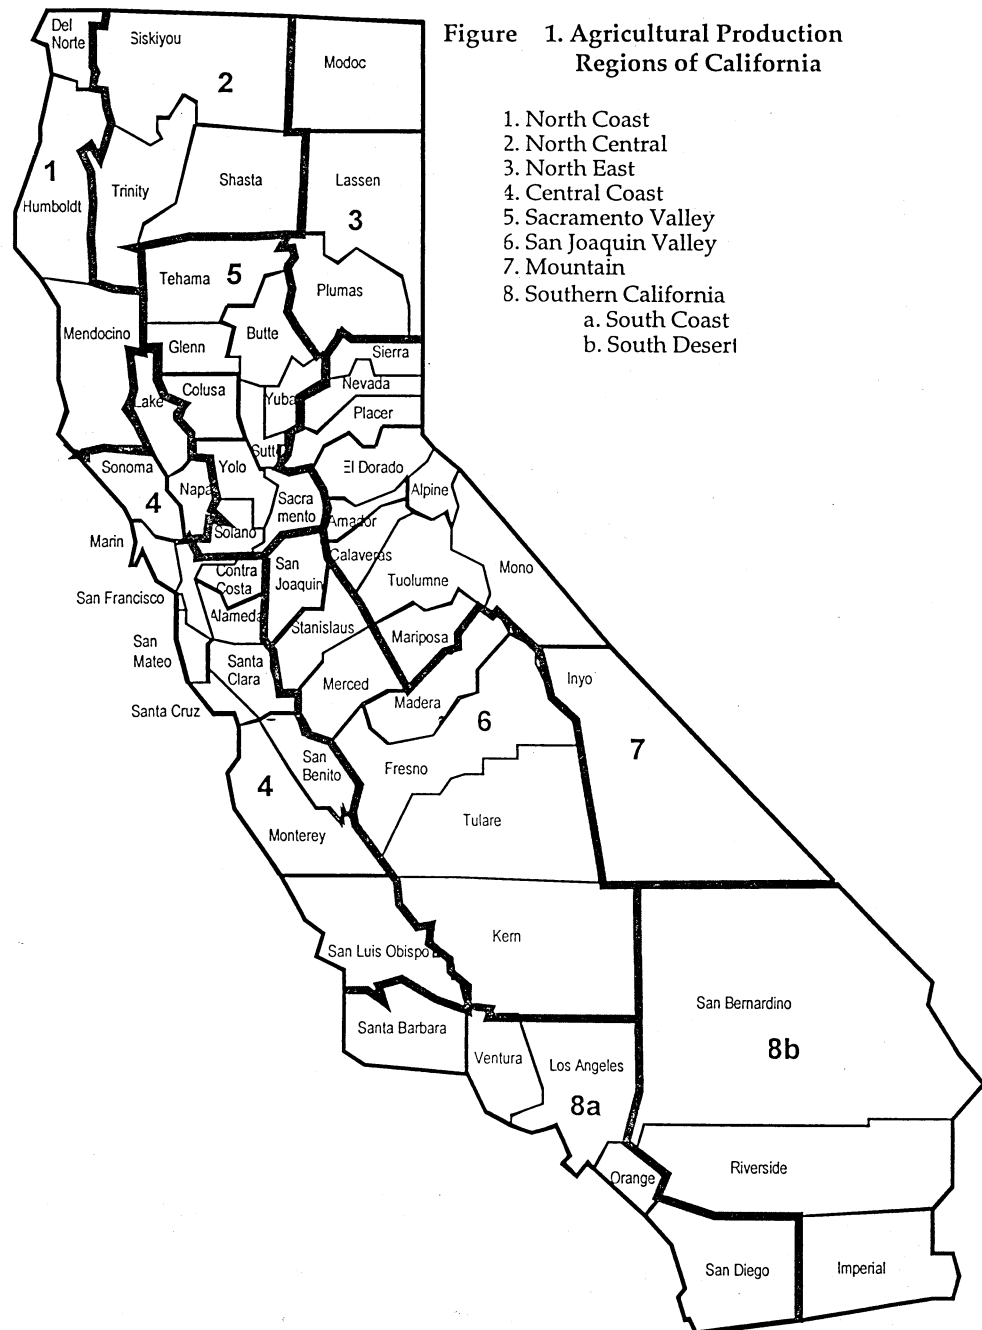 Figure 1. Agricultural Production
Regions of California
1. North Coast
2. North Central
3. North East
4. Central Coast
5. Sacramento Valley
6. San Joaquin Valley
7. Mountain
8. Southern California
a. South Coast
b. South Desert
Del
Norte
Siskiyou
Modoc
2
1
Humboldt
Trinity
Shasta
Lassen
3
Tehama
5
Plumas
Mendocino
Glenn
Butte
Sierra
Lake
Colusa
Yuba
Nevada
Placer
Sonoma
Napa
Yolo
Sutte
El Dorado
4
Sacra
mento
Alpine
Marin
Solano
Amador
Contra
Costa
San
Joaquin
Calaveras
Tuolumne
Mono
San Francisco
Alameda
Stanislaus
Mariposa
San
Mateo
Santa
Clara
Merced
Madera
Inyo
Santa Cruz
6
7
San
Benito
Fresno
4
Monterey
Tulare
San Luis Obispo
Kern
Santa Barbara
San Bernardino
Ventura
Los Angeles
8b
8a
Orange
Riverside
San Diego
Imperial